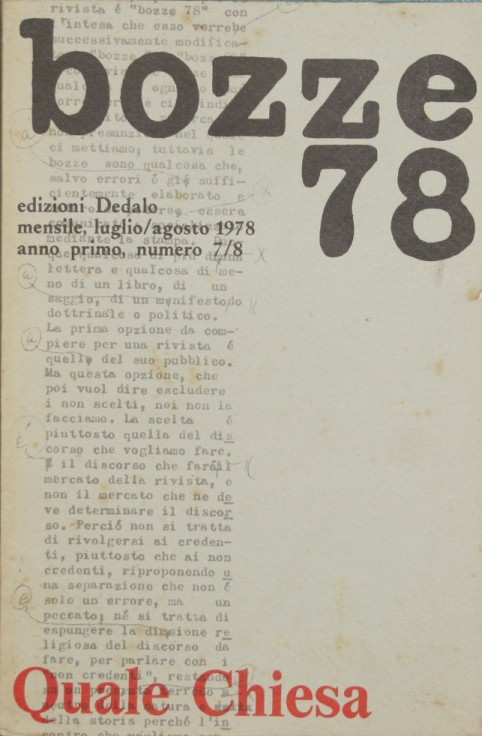 rivista é "bozze 78" con
l'intesa che esso verrebbe
successivamente modifica-
bozze
78
ci mettiamo; tuttavia le
bozze sono qualcosa che,
salvo errori é già suffi-
cientemente elaborato e
edizioni Dedalo
mensile, luglio/agosto 1978
anno primo, numero 7/8
mediante la stampa.
lettera e qualcosa di me-
no di un libro, di un
saggio, di un manifesto
dottrinale o politico.
La prima opzione da com-
piere per una rivista é
quella del suo pubblico.
Ma questa opzione, che
poi vuol dire escludere
i non scelti, noi non la
facciamo. La scelta é
piuttosto quella del dis
corso che vogliamo fare.
É il discorso che farà il
mercato della rivista, e
non il mercato che ne de
ve determinare il discor
so. Perció non si tratta
di rivolgersi ai creden-
ti, piuttosto che ai non
credenti, riproponendo u
na separazione che non é
solo un errore, ma un
peccato; né si tratta di
espungere la dimensione re
ligiosa del discorso da
fare, per parlare con i
"non credenti", restando
Quale Chiesa
della storia perché l'in